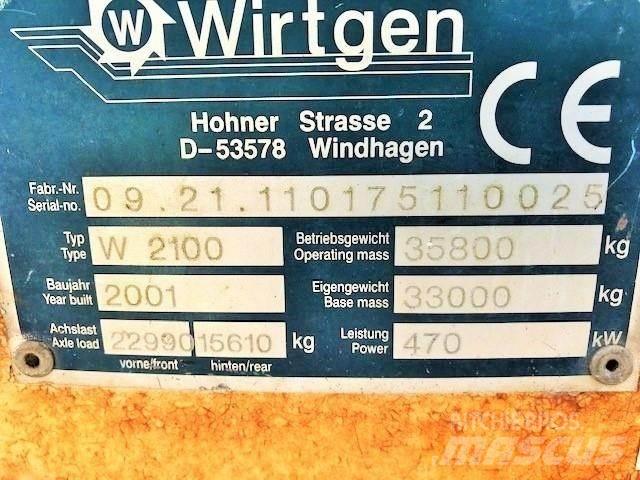 W Wirtgen
CE
Hohner Strasse 2
D-53578 Windhagen
Fabr.-Nr. 09.21.110175110025
Serial-no.
Typ W 2100 Betriebsgewicht 35800 kg
Type Operating mass
Baujahr 2001 Eigengewicht 33000 kg
Year built Base mass
Achslast 22990 15610 kg Leistung 470 kW
Axle load Power
vorne/front hinten/rear
MASCUS